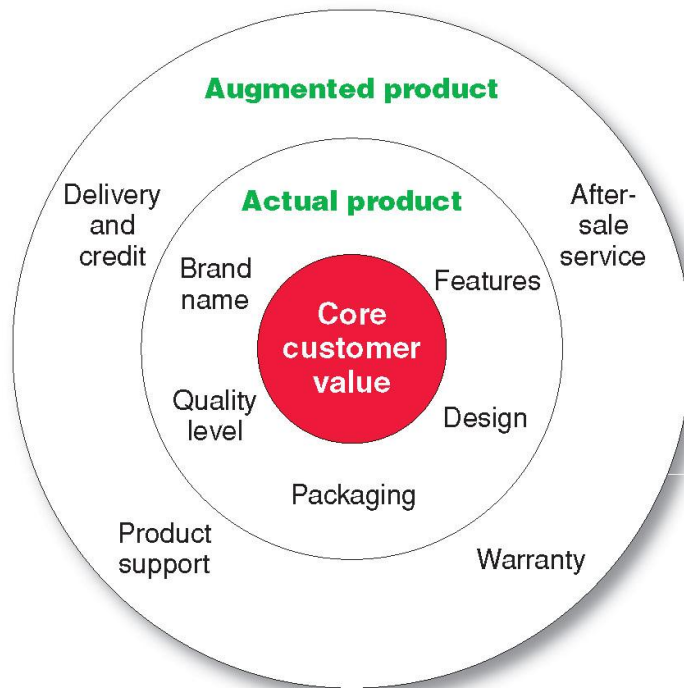 Augmented product
Delivery
and
credit
Actual product
After-
sale
service
Brand
name
Features
Core
customer
value
Quality
level
Design
Packaging
Product
support
Warranty